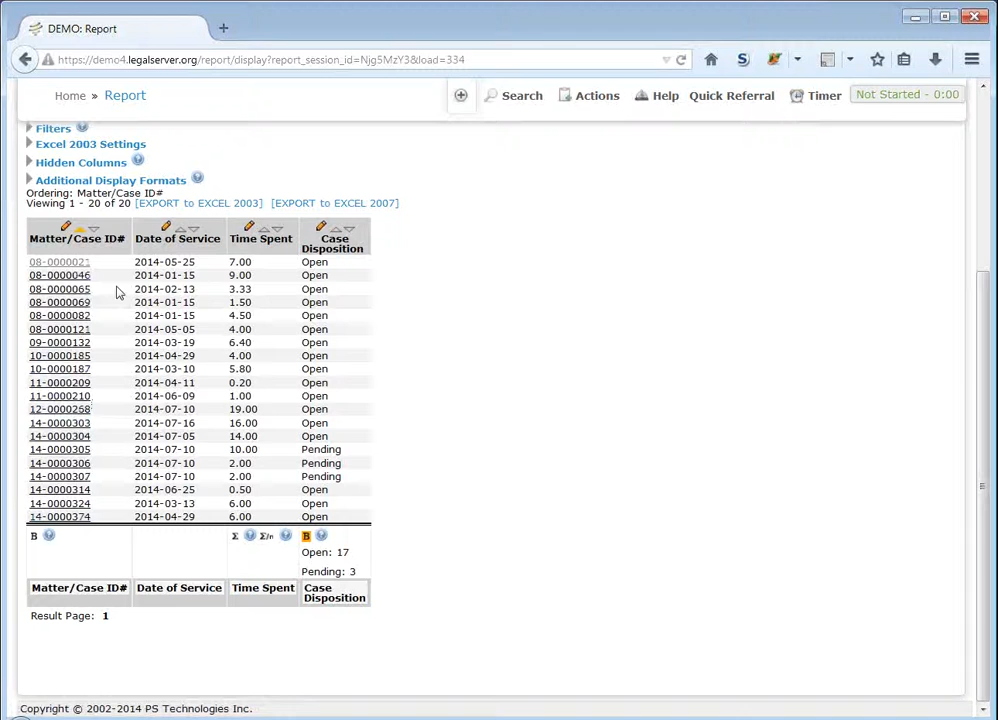 DEMO: Report
https://demo4.legalserver.org/report/display?report_session_id=Njg5MzY3&load=334
Home » Report
Search Actions Help Quick Referral Timer Not Started - 0:00
Filters
Excel 2003 Settings
Hidden Columns
Additional Display Formats
Ordering: Matter/Case ID#
Viewing 1 - 20 of 20 [EXPORT to EXCEL 2003] [EXPORT to EXCEL 2007]
Matter/Case ID# Date of Service Time Spent Case Disposition
08-0000021 2014-05-25 7.00 Open
08-0000046 2014-01-15 9.00 Open
08-0000065 2014-02-13 3.33 Open
08-0000069 2014-01-15 1.50 Open
08-0000082 2014-01-15 4.50 Open
08-0000121 2014-05-05 4.00 Open
09-0000132 2014-03-19 6.40 Open
10-0000185 2014-04-29 4.00 Open
10-0000187 2014-03-10 5.80 Open
11-0000209 2014-04-11 0.20 Open
11-0000210 2014-06-09 1.00 Open
12-0000268 2014-07-10 19.00 Open
14-0000303 2014-07-16 16.00 Open
14-0000304 2014-07-05 14.00 Open
14-0000305 2014-07-10 10.00 Pending
14-0000306 2014-07-10 2.00 Pending
14-0000307 2014-07-10 2.00 Pending
14-0000314 2014-06-25 0.50 Open
14-0000324 2014-03-13 6.00 Open
14-0000374 2014-04-29 6.00 Open
B Σ Σ/n B
Open: 17
Pending: 3
Matter/Case ID# Date of Service Time Spent Case Disposition
Result Page: 1
Copyright © 2002-2014 PS Technologies Inc.